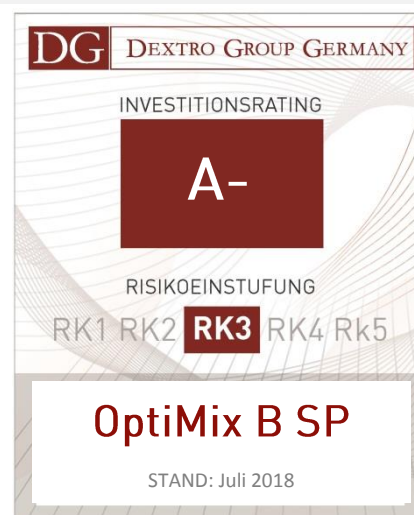 DG DEXTRO GROUP GERMANY
INVESTITIONSRATING
A-
RISIKOEINSTUFUNG
RK1 RK2 RK3 RK4 Rk5
OptiMix B SP
STAND: Juli 2018